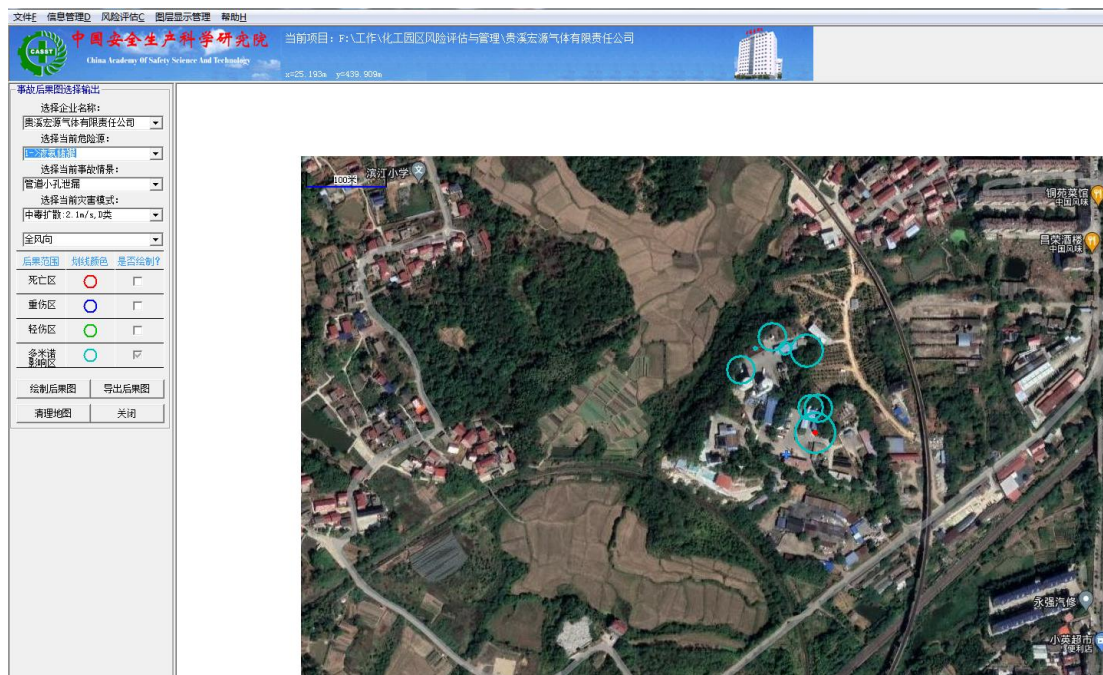 文件F 信息管理D 风险评估C 图层显示管理 帮助H
CASST
中国安全生产科学研究院
China Academy Of Safety Science And Technology
当前项目：F:\工作\化工园区风险评估与管理\贵溪宏源气体有限责任公司
x=25.193m y=439.909m
事故后果图选择输出
选择企业名称：
贵溪宏源气体有限责任公司
选择当前危险源：
选择当前事故情景：
管道小孔泄漏
选择当前灾害模式：
中毒扩散:2.1m/s,D类
全风向
后果范围 划线颜色 是否绘制?
死亡区
重伤区
轻伤区
多米诺
影响区
绘制后果图 导出后果图
清理地图 关闭
100米
滨江小学 文
铜苑菜馆
中国风味
昌荣酒楼
中国风味
永强汽修
小英超市
便利店